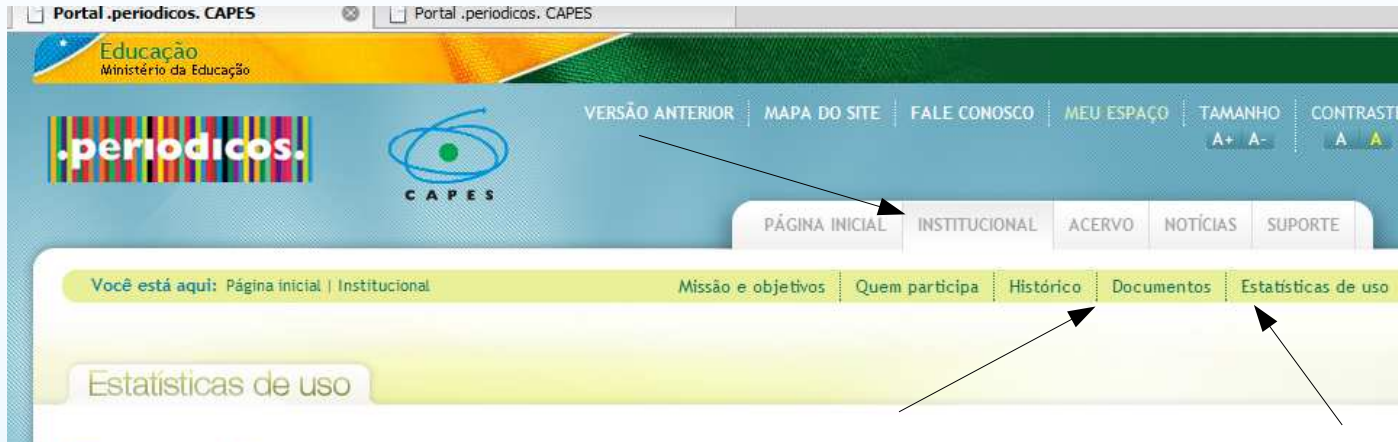 Portal .periodicos. CAPES Portal .periodicos. CAPES
Educação
Ministério da Educação
VERSÃO ANTERIOR MAPA DO SITE FALE CONOSCO MEU ESPAÇO TAMANHO CONTRASTE
A+ A- A A
.periodicos.
CAPES
PÁGINA INICIAL INSTITUCIONAL ACERVO NOTÍCIAS SUPORTE
Você está aqui: Página inicial | Institucional Missão e objetivos Quem participa Histórico Documentos Estatísticas de uso
Estatísticas de uso